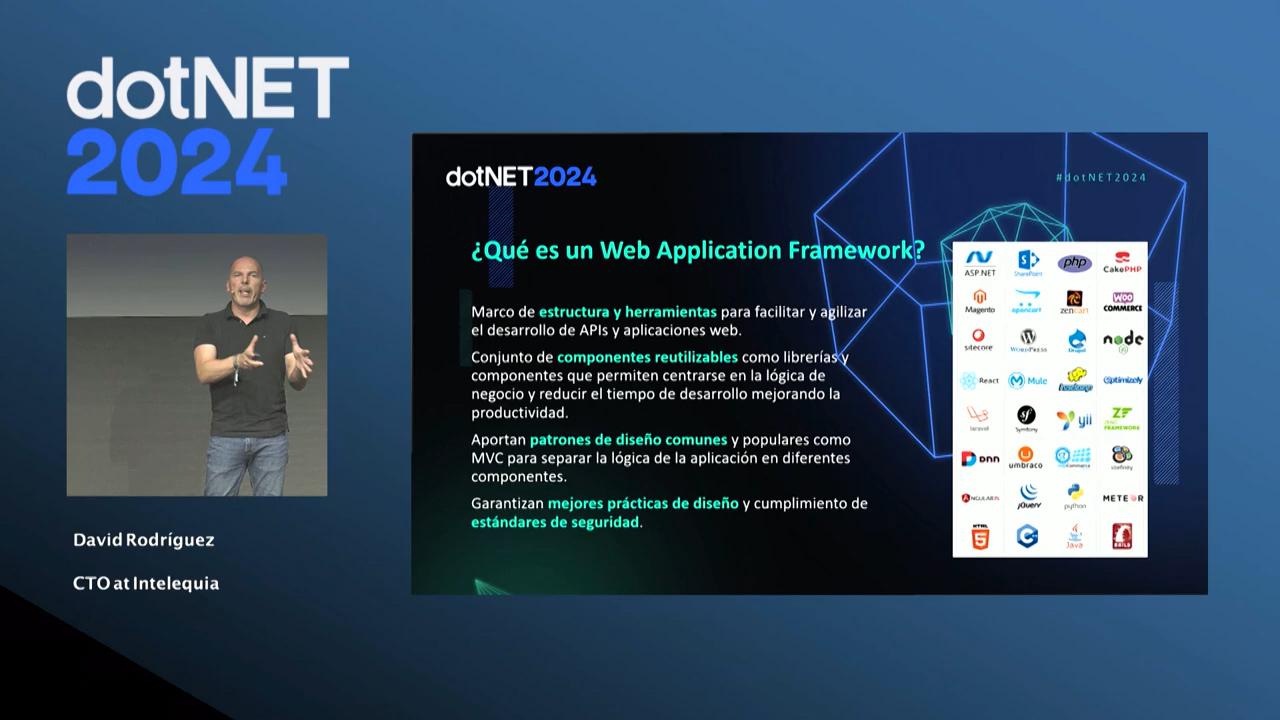 dotNET
2024
David Rodríguez
CTO at Intelequia
dotNET2024
#dotNET2024
¿Qué es un Web Application Framework?
Marco de estructura y herramientas para facilitar y agilizar
el desarrollo de APIs y aplicaciones web.
Conjunto de componentes reutilizables como librerías y
componentes que permiten centrarse en la lógica de
negocio y reducir el tiempo de desarrollo mejorando la
productividad.
Aportan patrones de diseño comunes y populares como
MVC para separar la lógica de la aplicación en diferentes
componentes.
Garantizan mejores prácticas de diseño y cumplimiento de
estándares de seguridad.
ASP.NET SharePoint php CakePHP
Magento opencart zencart WOO COMMERCE
sitecore WORDPRESS Drupal node
React Mule Optimizely
laravel Symfony yii ZF ZEND FRAMEWORK
DNN umbraco sitefinity
ANGULARJS jQuery python METEOR
HTML 5 C++ Java RAILS